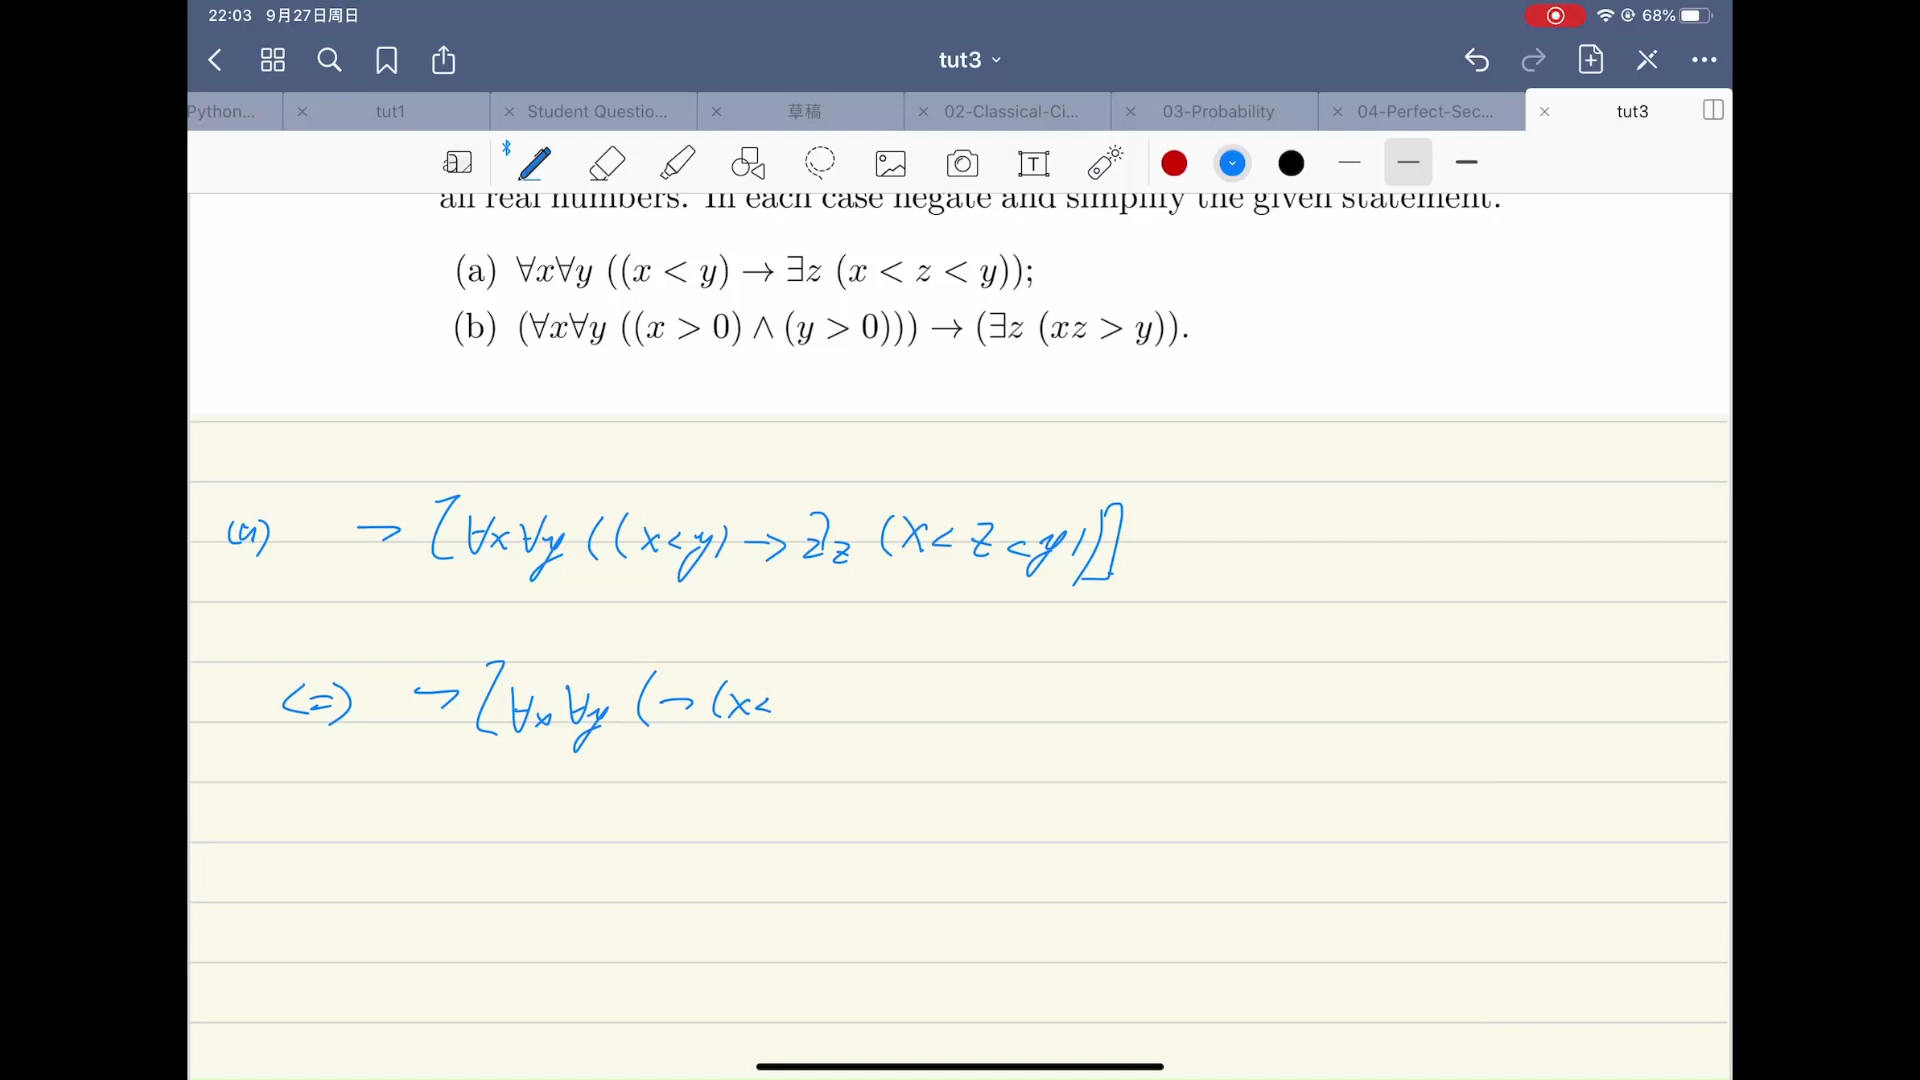 22:03 9月27日周日 68%
tut3
Python... tut1 Student Questio... 草稿 02-Classical-Ci... 03-Probability 04-Perfect-Sec... tut3
all real numbers. In each case negate and simplify the given statement.
(a) ∀x∀y ((x < y) → ∃z (x < z < y));
(b) (∀x∀y ((x > 0) ∧ (y > 0))) → (∃z (xz > y)).
(a) ¬ [∀x ∀y ((x<y) → ∃z (x< z <y))]
<=> ¬ [∀x ∀y (¬ (x<